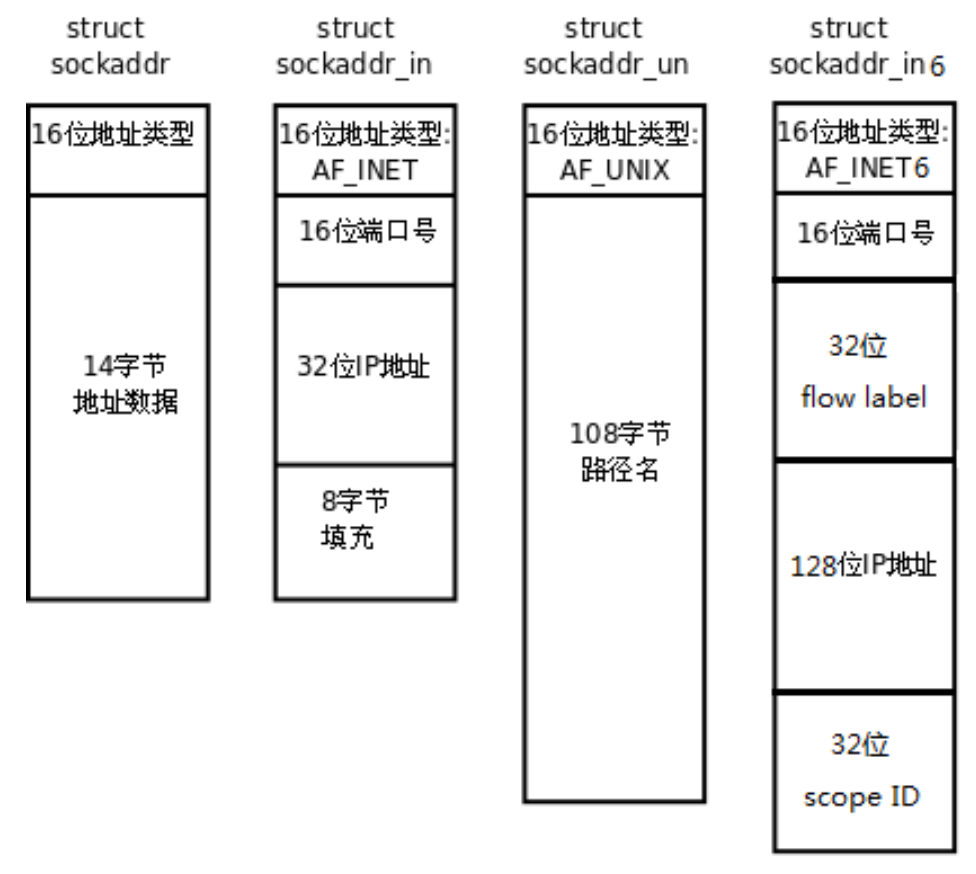 struct
sockaddr
16位地址类型
14字节
地址数据
struct
sockaddr_in
16位地址类型:
AF_INET
16位端口号
32位IP地址
8字节
填充
struct
sockaddr_un
16位地址类型:
AF_UNIX
108字节
路径名
struct
sockaddr_in6
16位地址类型:
AF_INET6
16位端口号
32位
flow label
128位IP地址
32位
scope ID